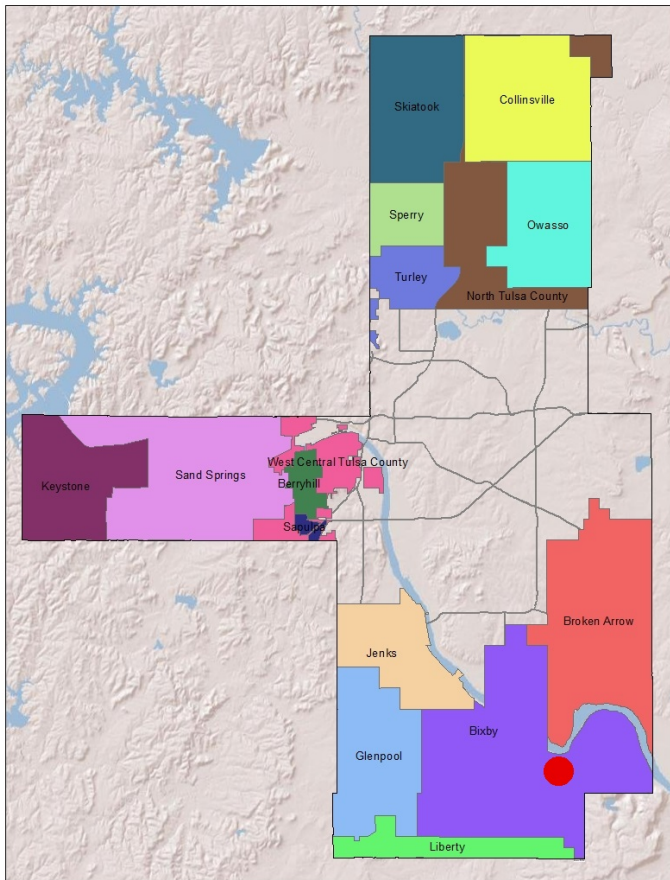 Skiatook
Collinsville
Sperry
Owasso
Turley
North Tulsa County
West Central Tulsa County
Sand Springs
Keystone
Berryhill
Sapulpa
Broken Arrow
Jenks
Bixby
Glenpool
Liberty